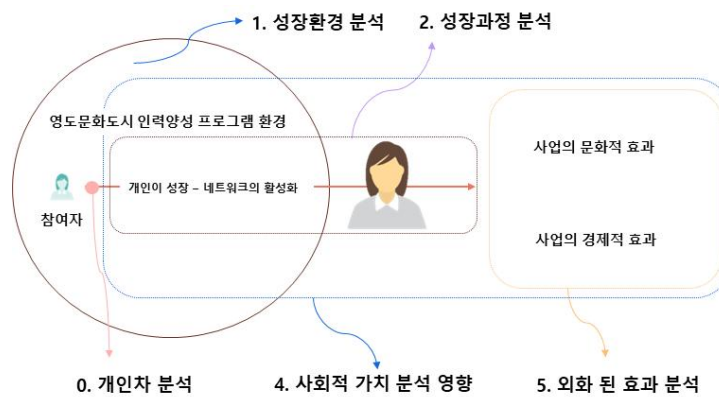 1. 성장환경 분석
2. 성장과정 분석
영도문화도시 인력양성 프로그램 환경
사업의 문화적 효과
개인이 성장 – 네트워크의 활성화
참여자
사업의 경제적 효과
0. 개인차 분석
4. 사회적 가치 분석 영향
5. 외화 된 효과 분석